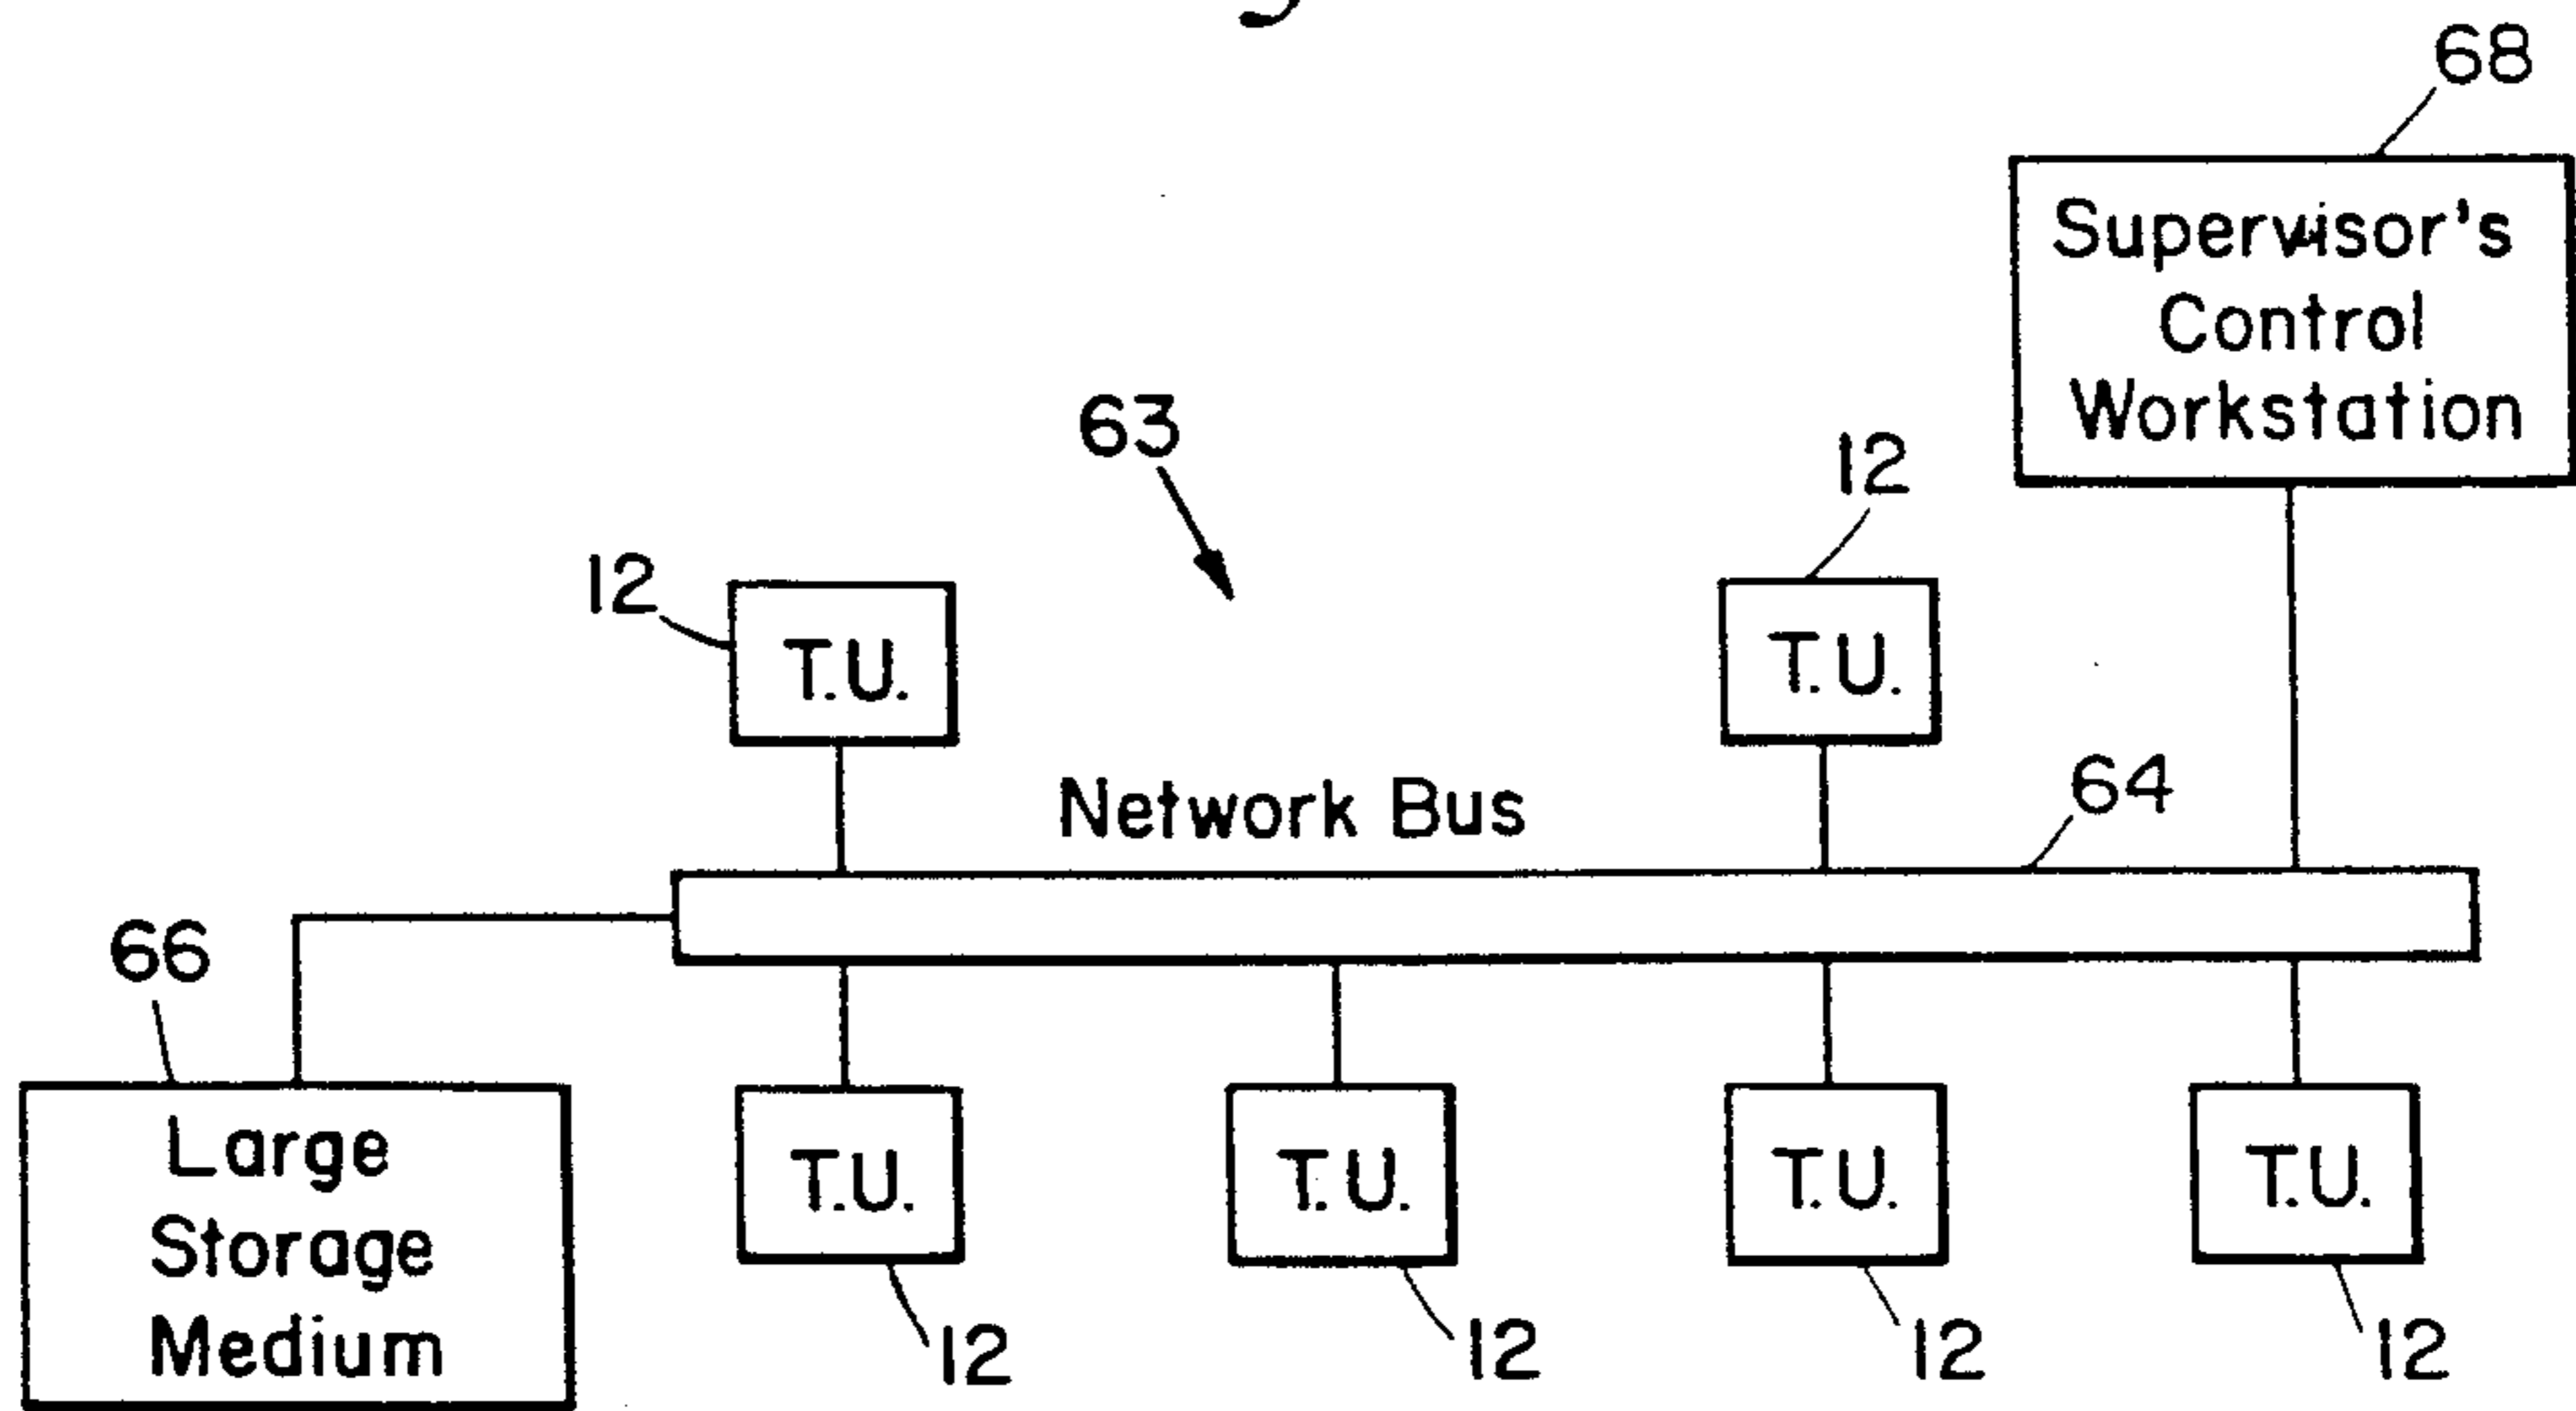 68
Supervisor's
Control
Workstation
63
12
12
T.U.
T.U.
Network Bus
64
66
Large
Storage
Medium
T.U.
T.U.
T.U.
T.U.
12
12
12
12